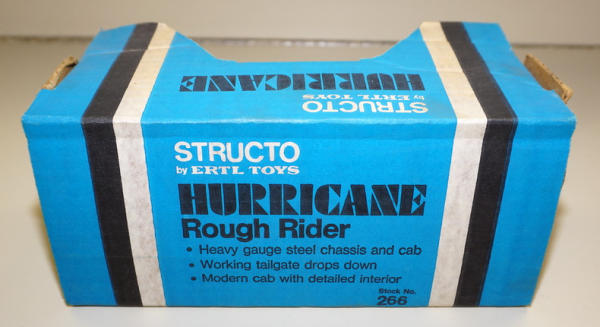 HURRICANE
STRUCTO
by ERTL TOYS
STRUCTO
by ERTL TOYS
HURRICANE
Rough Rider
• Heavy gauge steel chassis and cab
• Working tailgate drops down
• Modern cab with detailed interior
Stock No.
266